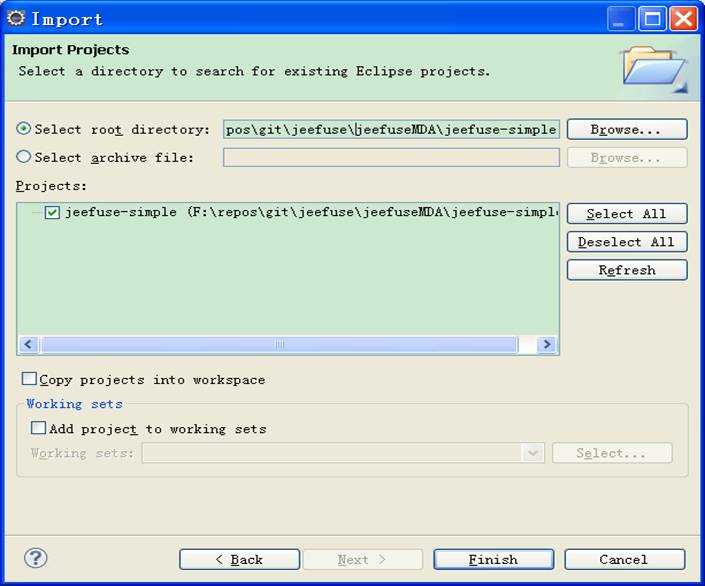 Import
Import Projects
Select a directory to search for existing Eclipse projects.
Select root directory: pos\git\jeefuse\jeefuseMDA\jeefuse-simple Browse...
Select archive file: Browse...
Projects:
jeefuse-simple (F:\repos\git\jeefuse\jeefuseMDA\jeefuse-simple
Select All
Deselect All
Refresh
Copy projects into workspace
Working sets
Add project to working sets
Working sets: Select...
? < Back Next > Finish Cancel